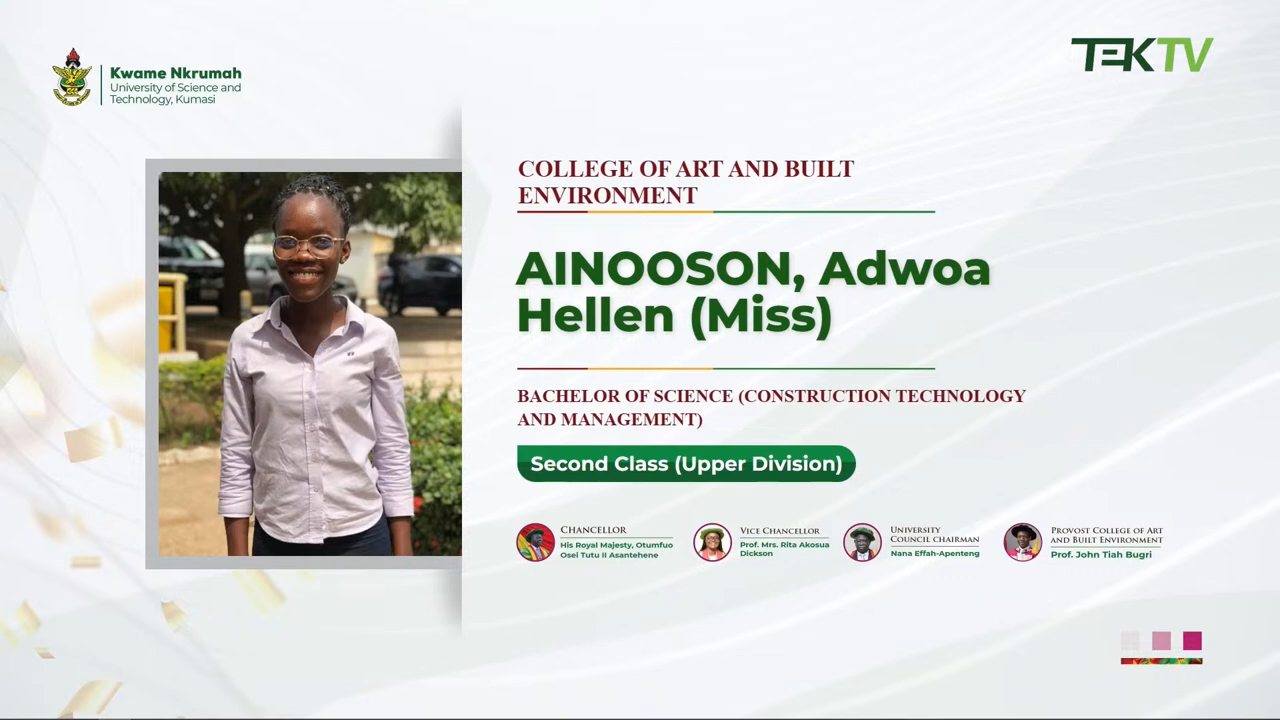 Kwame Nkrumah
University of Science and
Technology, Kumasi
TEKTV
COLLEGE OF ART AND BUILT
ENVIRONMENT
AINOOSON, Adwoa
Hellen (Miss)
BACHELOR OF SCIENCE (CONSTRUCTION TECHNOLOGY
AND MANAGEMENT)
Second Class (Upper Division)
CHANCELLOR
His Royal Majesty, Otumfuo
Osei Tutu II Asantehene
VICE CHANCELLOR
Prof. Mrs. Rita Akosua
Dickson
UNIVERSITY
COUNCIL CHAIRMAN
Nana Effah-Apenteng
PROVOST COLLEGE OF ART
AND BUILT ENVIRONMENT
Prof. John Tiah Bugri